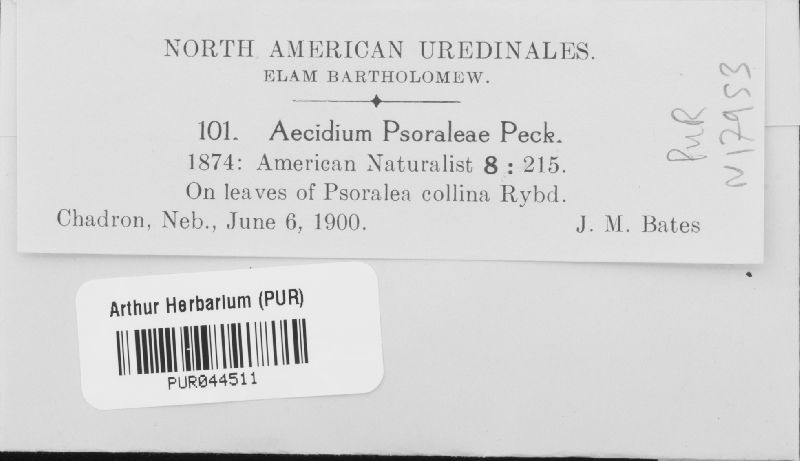 NORTH AMERICAN UREDINALES.
ELAM BARTHOLOMEW.
101. Aecidium Psoraleae Peck.
1874: American Naturalist 8 : 215.
On leaves of Psoralea collina Rybd.
Chadron, Neb., June 6, 1900. J. M. Bates
PUR
N17953
Arthur Herbarium (PUR)
PUR044511